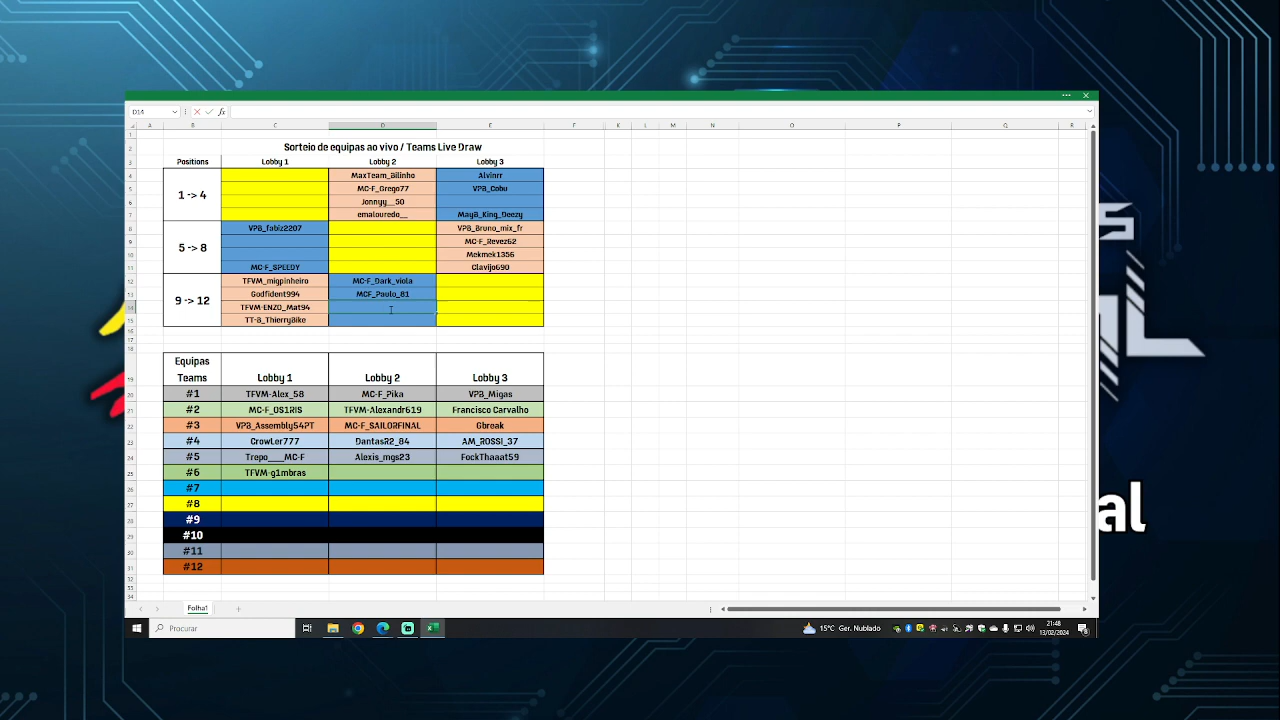 D14
fx
A B C D E F K L M N O P Q R
Sorteio de equipas ao vivo / Teams Live Draw
Positions Lobby 1 Lobby 2 Lobby 3
1 -> 4
MaxTeam_Bilinho Alvinrr
MC-F_Grego77 VPB_Cobu
Jonnyy__50
emalouredo__ MayB_King_Deezy
5 -> 8
VPB_fabiz2207 VPB_Bruno_mix_fr
MC-F_Revez62
Mekmek1356
MC-F_SPEEDY Clavijo690
9 -> 12
TFVM_migpinheiro MC-F_Dark_viola
Godfident994 MCF_Paulo_81
TFVM-ENZO_Mat94
TT-B_ThierryBike
Equipas
Teams Lobby 1 Lobby 2 Lobby 3
#1 TFVM-Alex_58 MC-F_Pika VPB_Migas
#2 MC-F_OS1RIS TFVM-Alexandr619 Francisco Carvalho
#3 VPB_Assembly54PT MC-F_SAILORFINAL Gbreak
#4 CrowLer777 DantasR2_84 AM_ROSSI_37
#5 Trepo___MC-F Alexis_mgs23 FockThaaat59
#6 TFVM-g1mbras
#7
#8
#9
#10
#11
#12
Folha1
Procurar
15°C Ger. Nublado
21:48
13/02/2024
al